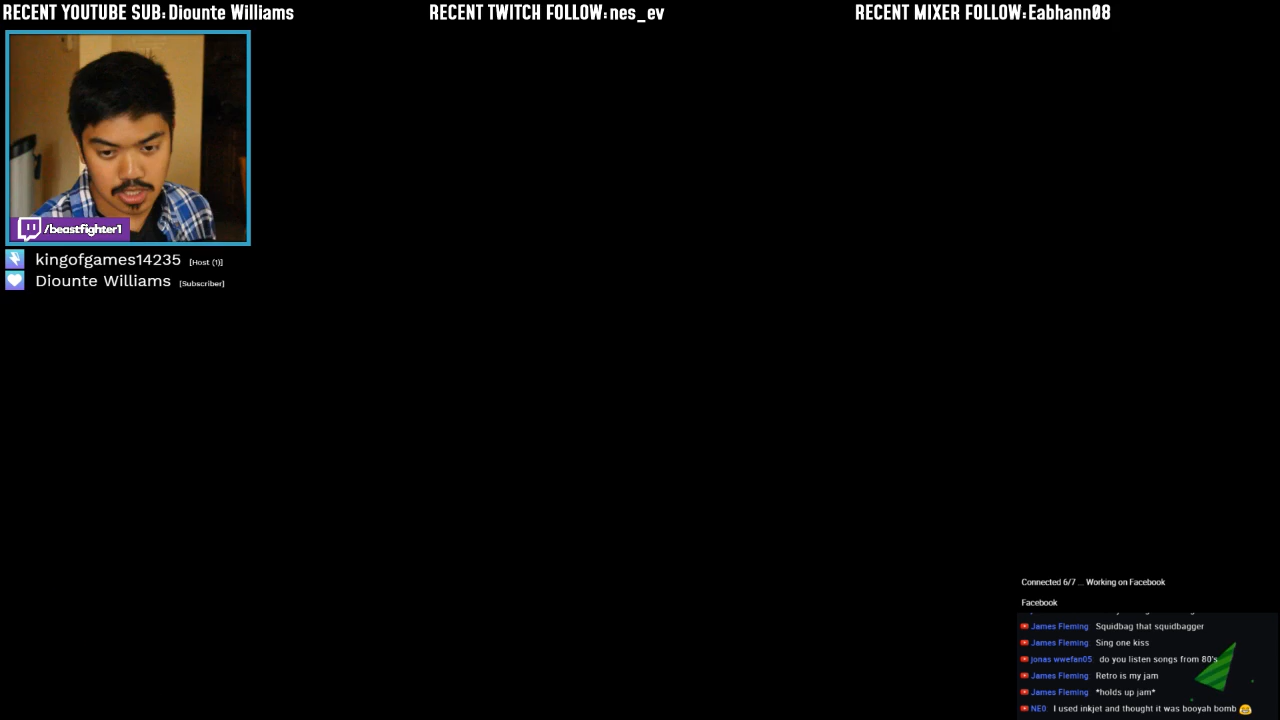 RECENT YOUTUBE SUB: Diounte Williams
RECENT TWITCH FOLLOW: nes_ev
RECENT MIXER FOLLOW: Eabhann08
/beastfighter1
kingofgames14235 [Host (1)]
Diounte Williams [Subscriber]
Connected 6/7 ... Working on Facebook
Facebook
James Fleming Squidbag that squidbagger
James Fleming Sing one kiss
jonas wwefan05 do you listen songs from 80's
James Fleming Retro is my jam
James Fleming *holds up jam*
NE0 I used inkjet and thought it was booyah bomb 😂